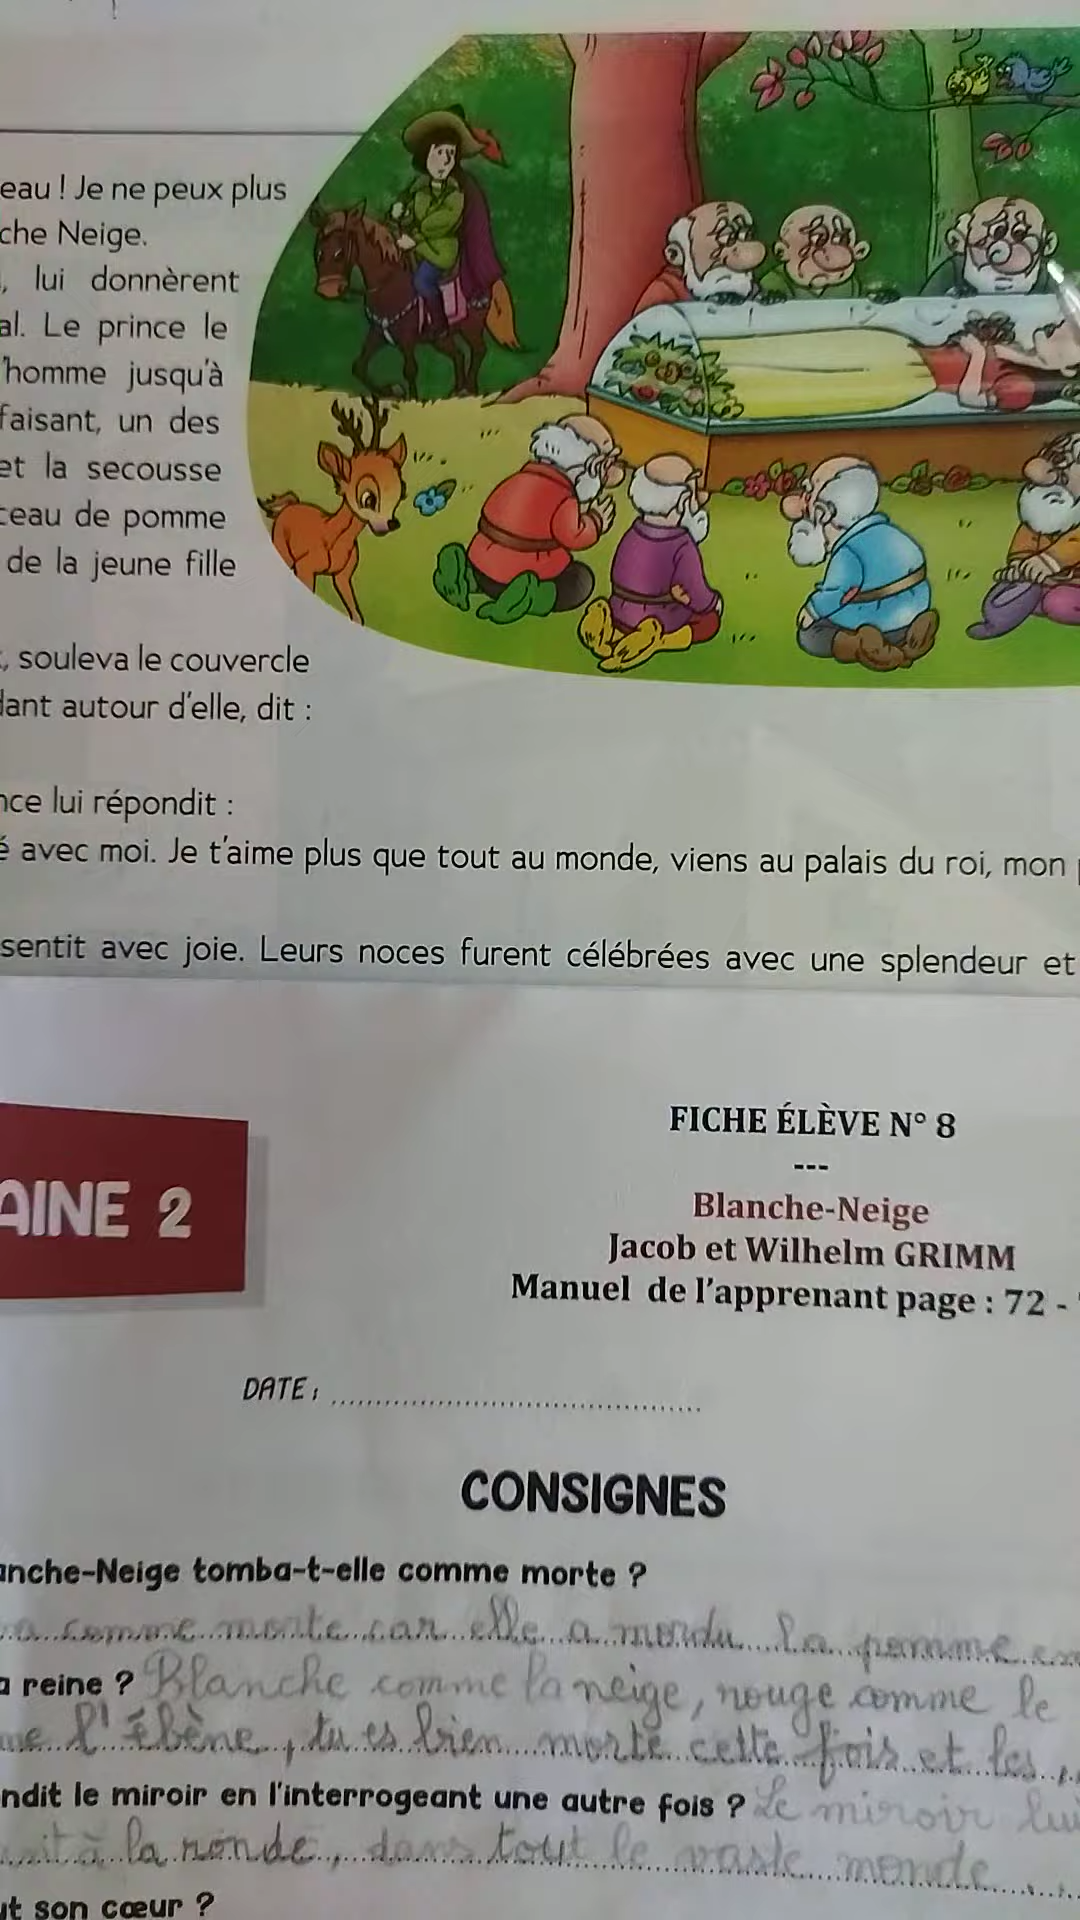 eau ! Je ne peux plus
che Neige.
, lui donnèrent
al. Le prince le
'homme jusqu'à
faisant, un des
et la secousse
ceau de pomme
de la jeune fille
, souleva le couvercle
dant autour d'elle, dit :
nce lui répondit :
é avec moi. Je t'aime plus que tout au monde, viens au palais du roi, mon
sentit avec joie. Leurs noces furent célébrées avec une splendeur et
AINE 2
FICHE ÉLÈVE N° 8
---
Blanche-Neige
Jacob et Wilhelm GRIMM
Manuel de l'apprenant page : 72 -
DATE :
CONSIGNES
anche-Neige tomba-t-elle comme morte ?
comme morte car elle a mordu la pomme
a reine ? Blanche comme la neige, rouge comme le
me l'Ébène, tu es bien morte cette fois et les
ndit le miroir en l'interrogeant une autre fois ? Le miroir lui
à la ronde, dans tout le vaste monde
ut son cœur ?